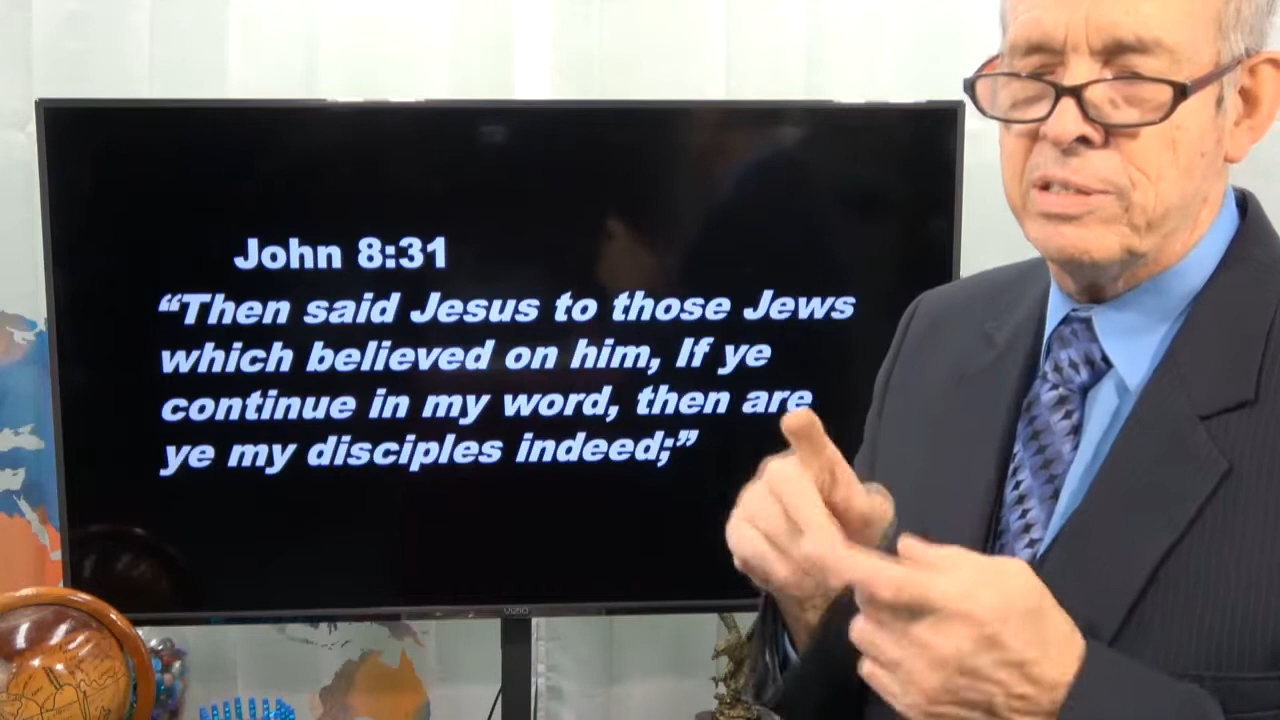 John 8:31
“Then said Jesus to those Jews
which believed on him, If ye
continue in my word, then are
ye my disciples indeed;”
VIZIO